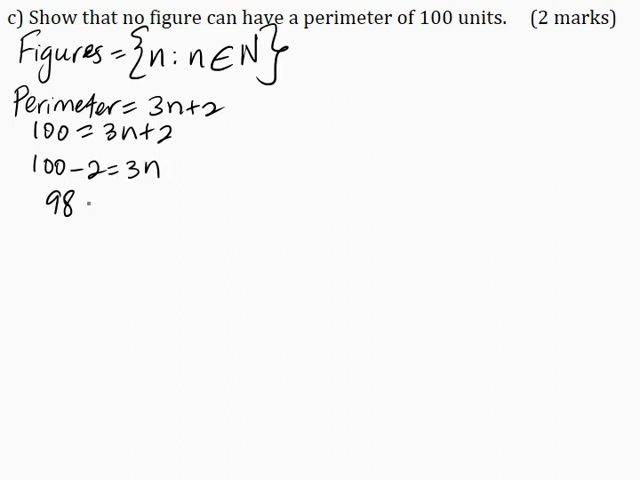 c) Show that no figure can have a perimeter of 100 units. (2 marks)
Figures = {n : n ∈ N}
Perimeter = 3n+2
100 = 3n+2
100 - 2 = 3n
98